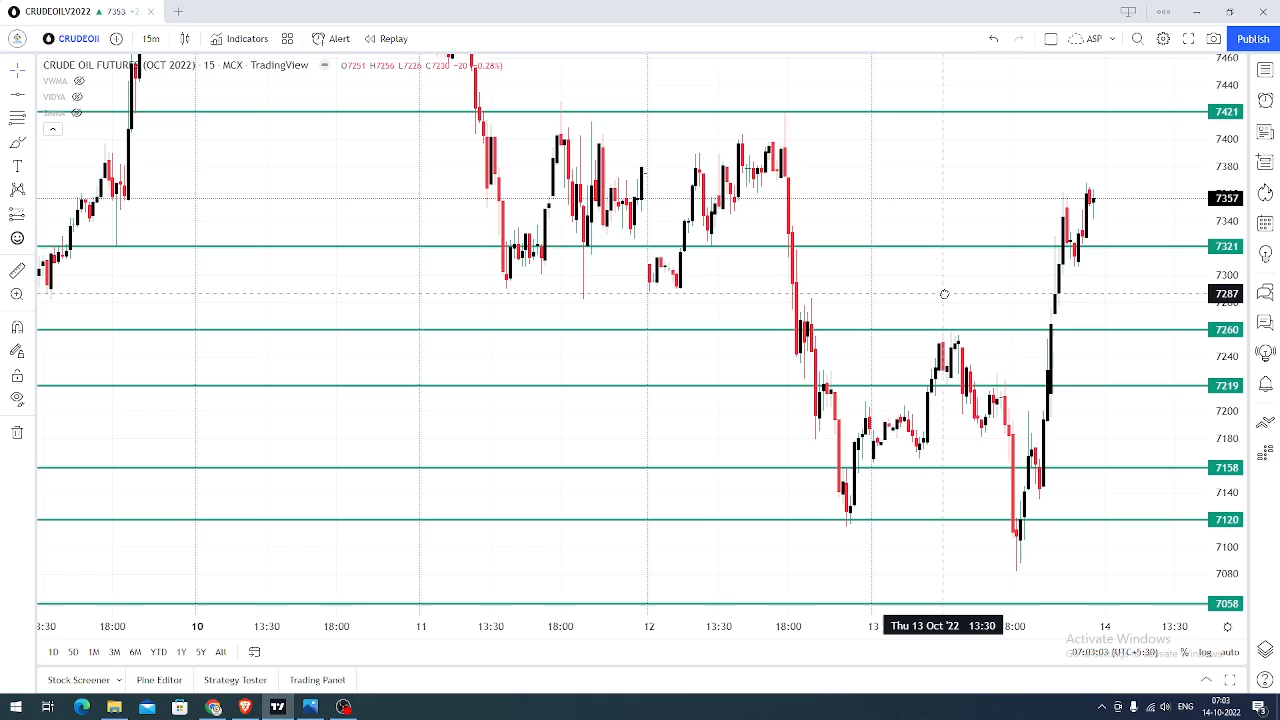 CRUDEOILV2022 ▲ 7353 +2
CRUDEOIl 15m Indicators Alert Replay ASP Publish
CRUDE OIL FUTURES (OCT 2022) · 15 · MCX · TradingView O7251 H7256 L7226 C7230 −20 (−0.28%)
VWMA
VIDYA
7460
7440
7421
7400
7380
7357
7340
7321
7300
7287
7260
7240
7219
7200
7180
7158
7140
7120
7100
7080
7058
3:30 18:00 10 13:30 18:00 11 13:30 18:00 12 13:30 18:00 13 Thu 13 Oct '22 13:30 8:00 14 13:30
Activate Windows
1D 5D 1M 3M 6M YTD 1Y 5Y All 07:03:03 (UTC+5:30) % log auto
Stock Screener Pine Editor Strategy Tester Trading Panel
ENG 07:03
14-10-2022